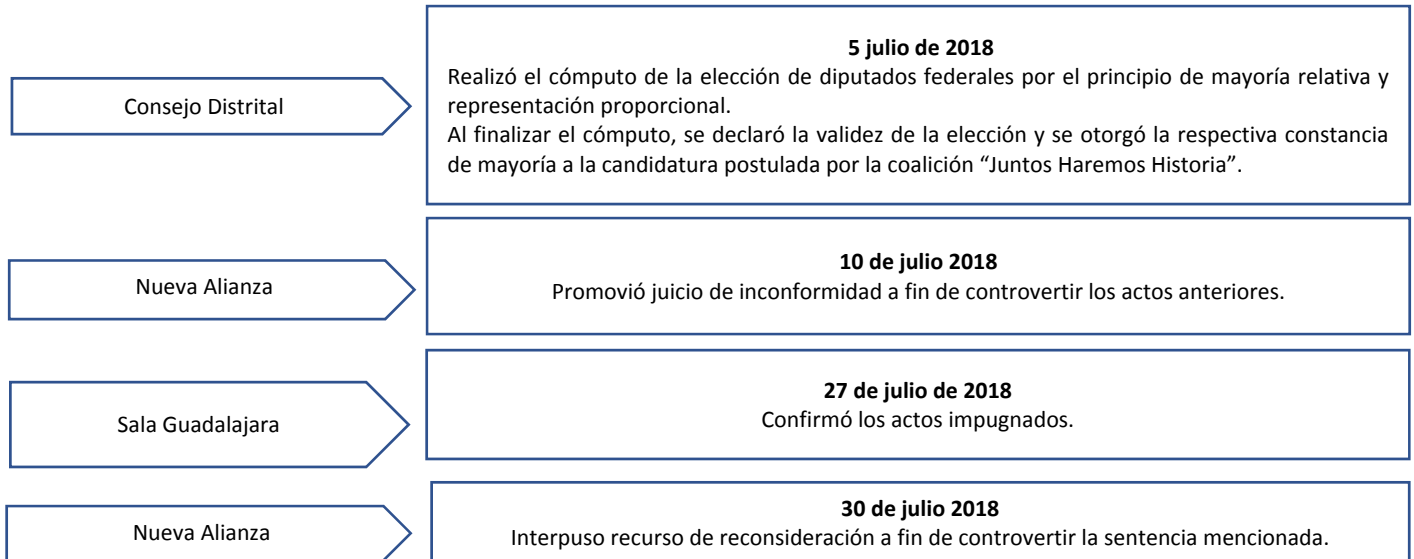 Consejo Distrital
5 julio de 2018
Realizó el cómputo de la elección de diputados federales por el principio de mayoría relativa y
representación proporcional.
Al finalizar el cómputo, se declaró la validez de la elección y se otorgó la respectiva constancia
de mayoría a la candidatura postulada por la coalición “Juntos Haremos Historia”.
Nueva Alianza
10 de julio 2018
Promovió juicio de inconformidad a fin de controvertir los actos anteriores.
Sala Guadalajara
27 de julio de 2018
Confirmó los actos impugnados.
Nueva Alianza
30 de julio 2018
Interpuso recurso de reconsideración a fin de controvertir la sentencia mencionada.